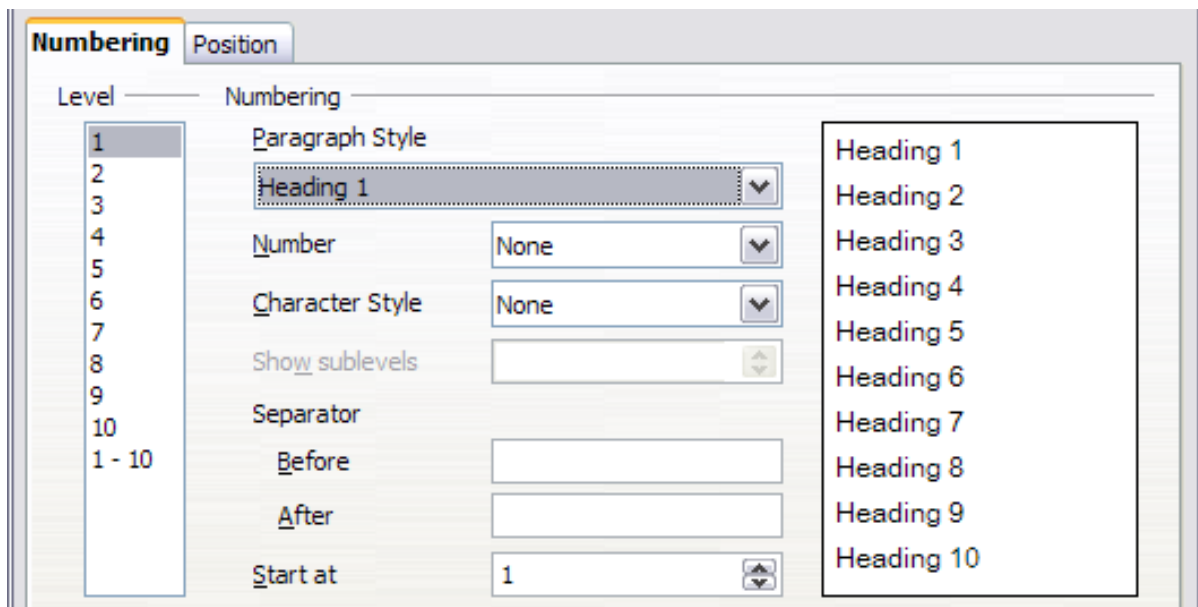 Numbering Position
Level Numbering
1
2
3
4
5
6
7
8
9
10
1 - 10
Paragraph Style
Heading 1
Number None
Character Style None
Show sublevels
Separator
Before
After
Start at 1
Heading 1
Heading 2
Heading 3
Heading 4
Heading 5
Heading 6
Heading 7
Heading 8
Heading 9
Heading 10